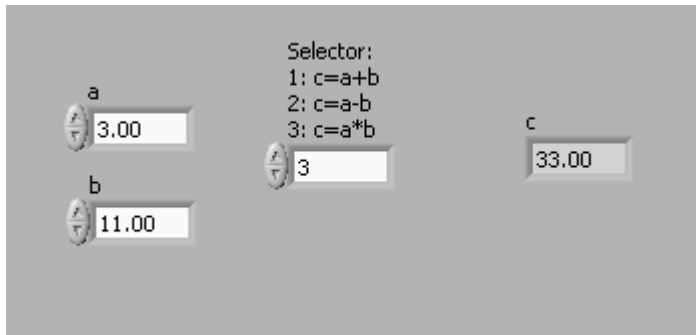 a
3.00
b
11.00
Selector:
1: c=a+b
2: c=a-b
3: c=a*b
3
c
33.00